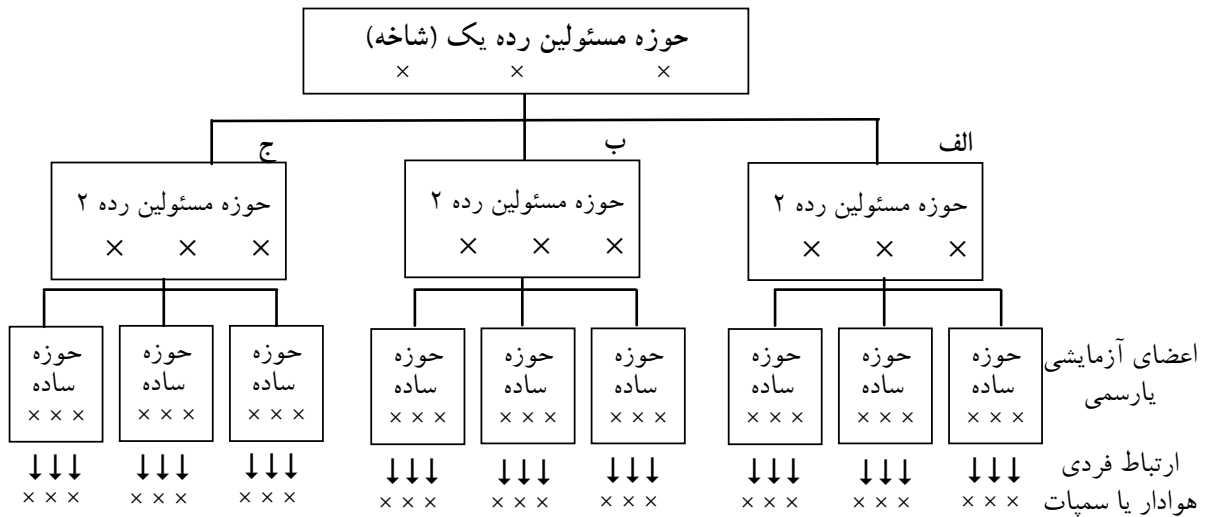 حوزه مسئولین رده یک (شاخه)
× × ×
الف
ب
ج
حوزه مسئولین رده ۲
× × ×
حوزه مسئولین رده ۲
× × ×
حوزه مسئولین رده ۲
× × ×
اعضای آزمایشی
یارسمی
حوزه
ساده
× × ×
حوزه
ساده
× × ×
حوزه
ساده
× × ×
حوزه
ساده
× × ×
حوزه
ساده
× × ×
حوزه
ساده
× × ×
حوزه
ساده
× × ×
حوزه
ساده
× × ×
حوزه
ساده
× × ×
ارتباط فردی
↓↓↓ ↓↓↓ ↓↓↓ ↓↓↓ ↓↓↓ ↓↓↓ ↓↓↓ ↓↓↓ ↓↓↓
هوادار یا سمپات
× × × × × × × × × × × × × × × × × × × × × × × × × × ×